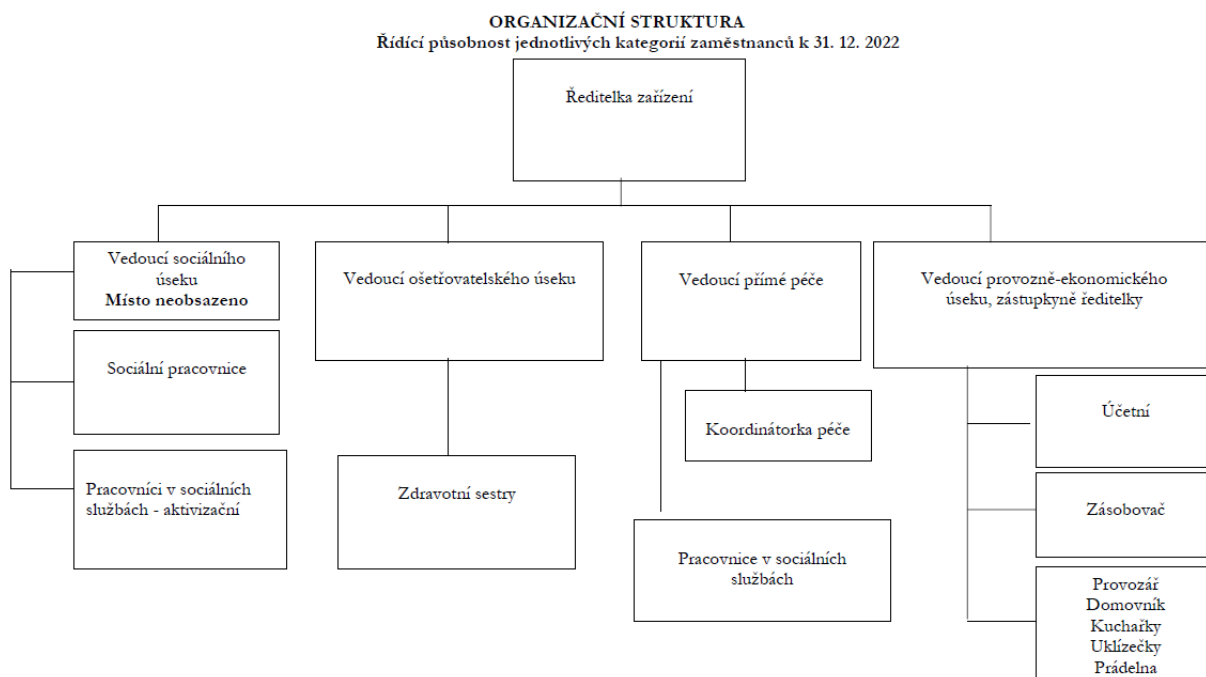 ORGANIZAČNÍ STRUKTURA
Řídící působnost jednotlivých kategorií zaměstnanců k 31. 12. 2022
Ředitelka zařízení
Vedoucí sociálního
úseku
Místo neobsazeno
Vedoucí ošetřovatelského úseku
Vedoucí přímé péče
Vedoucí provozně-ekonomického
úseku, zástupkyně ředitelky
Sociální pracovnice
Koordinátorka péče
Účetní
Pracovníci v sociálních
službách - aktivizační
Zdravotní sestry
Zásobovač
Pracovnice v sociálních
službách
Provozář
Domovník
Kuchařky
Uklízečky
Prádelna